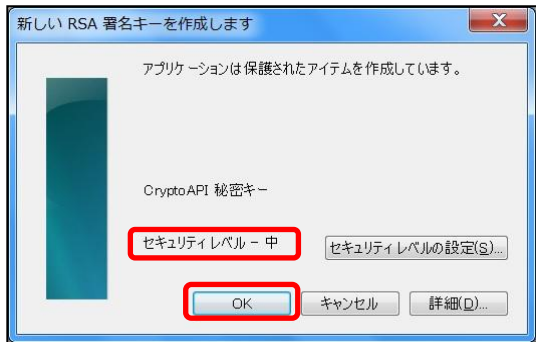 新しい RSA 署名キーを作成します
アプリケーションは保護されたアイテムを作成しています。
CryptoAPI 秘密キー
セキュリティ レベル - 中
セキュリティ レベルの設定(S)...
OK
キャンセル
詳細(D)...